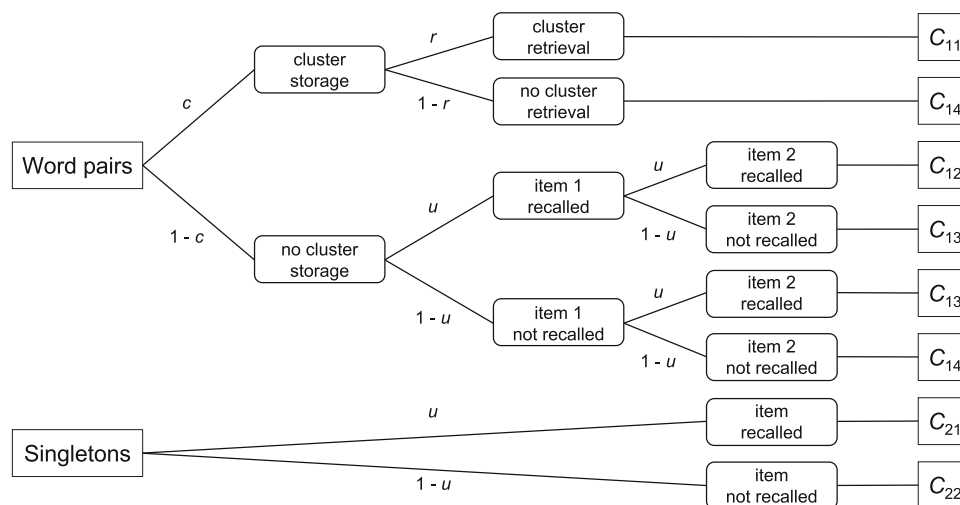 cluster
storage
r
cluster
retrieval
C11
c
1 - r
no cluster
retrieval
C14
Word pairs
u
item 1
recalled
u
item 2
recalled
C12
1 - u
item 2
not recalled
C13
1 - c
no cluster
storage
1 - u
item 1
not recalled
u
item 2
recalled
C13
1 - u
item 2
not recalled
C14
Singletons
u
item
recalled
C21
1 - u
item
not recalled
C22